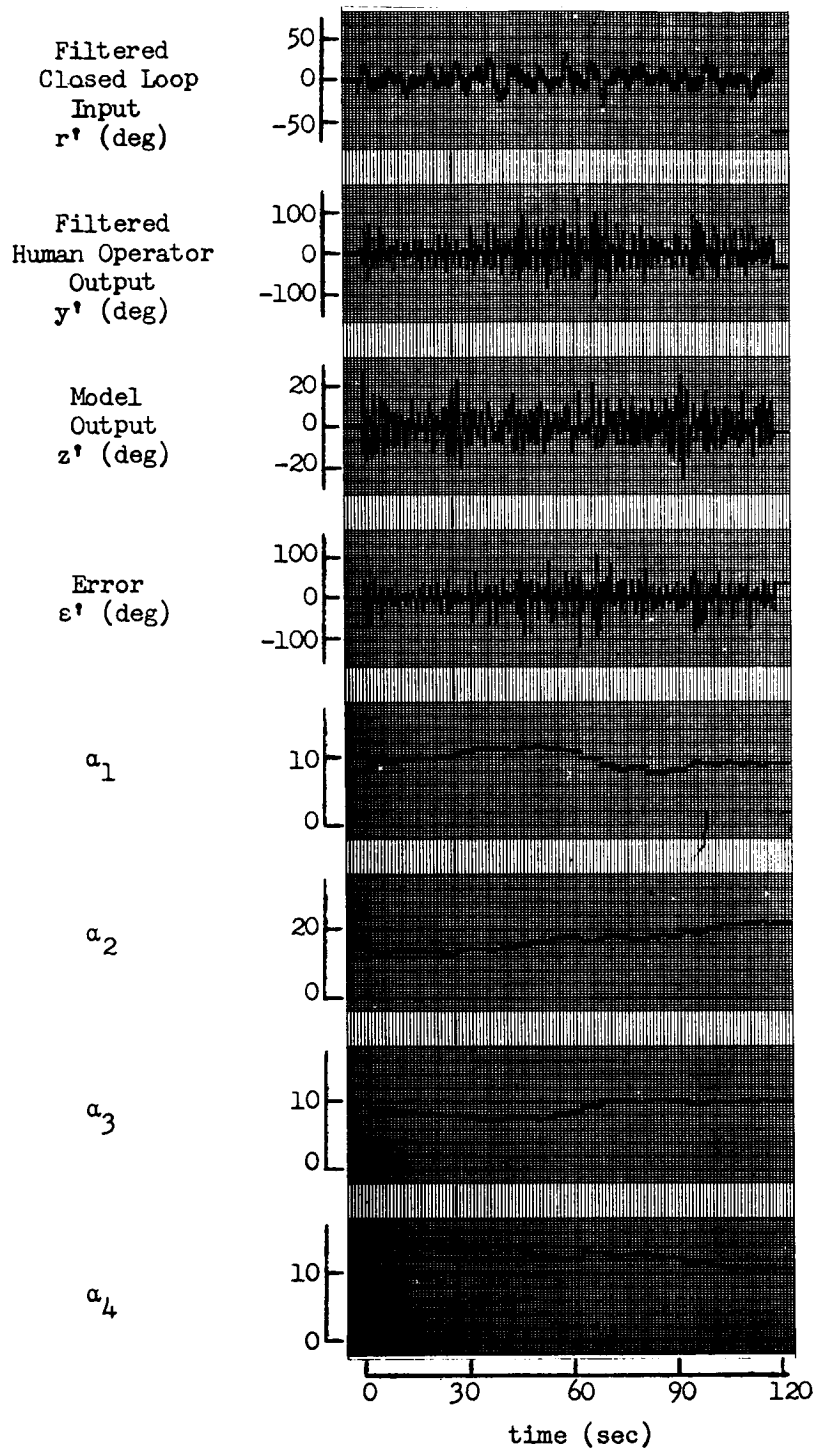 Filtered
Closed Loop
Input
r' (deg)
50
0
-50
Filtered
Human Operator
Output
y' (deg)
100
0
-100
Model
Output
z' (deg)
20
0
-20
Error
ε' (deg)
100
0
-100
α1
10
0
α2
20
0
α3
10
0
α4
10
0
0 30 60 90 120
time (sec)